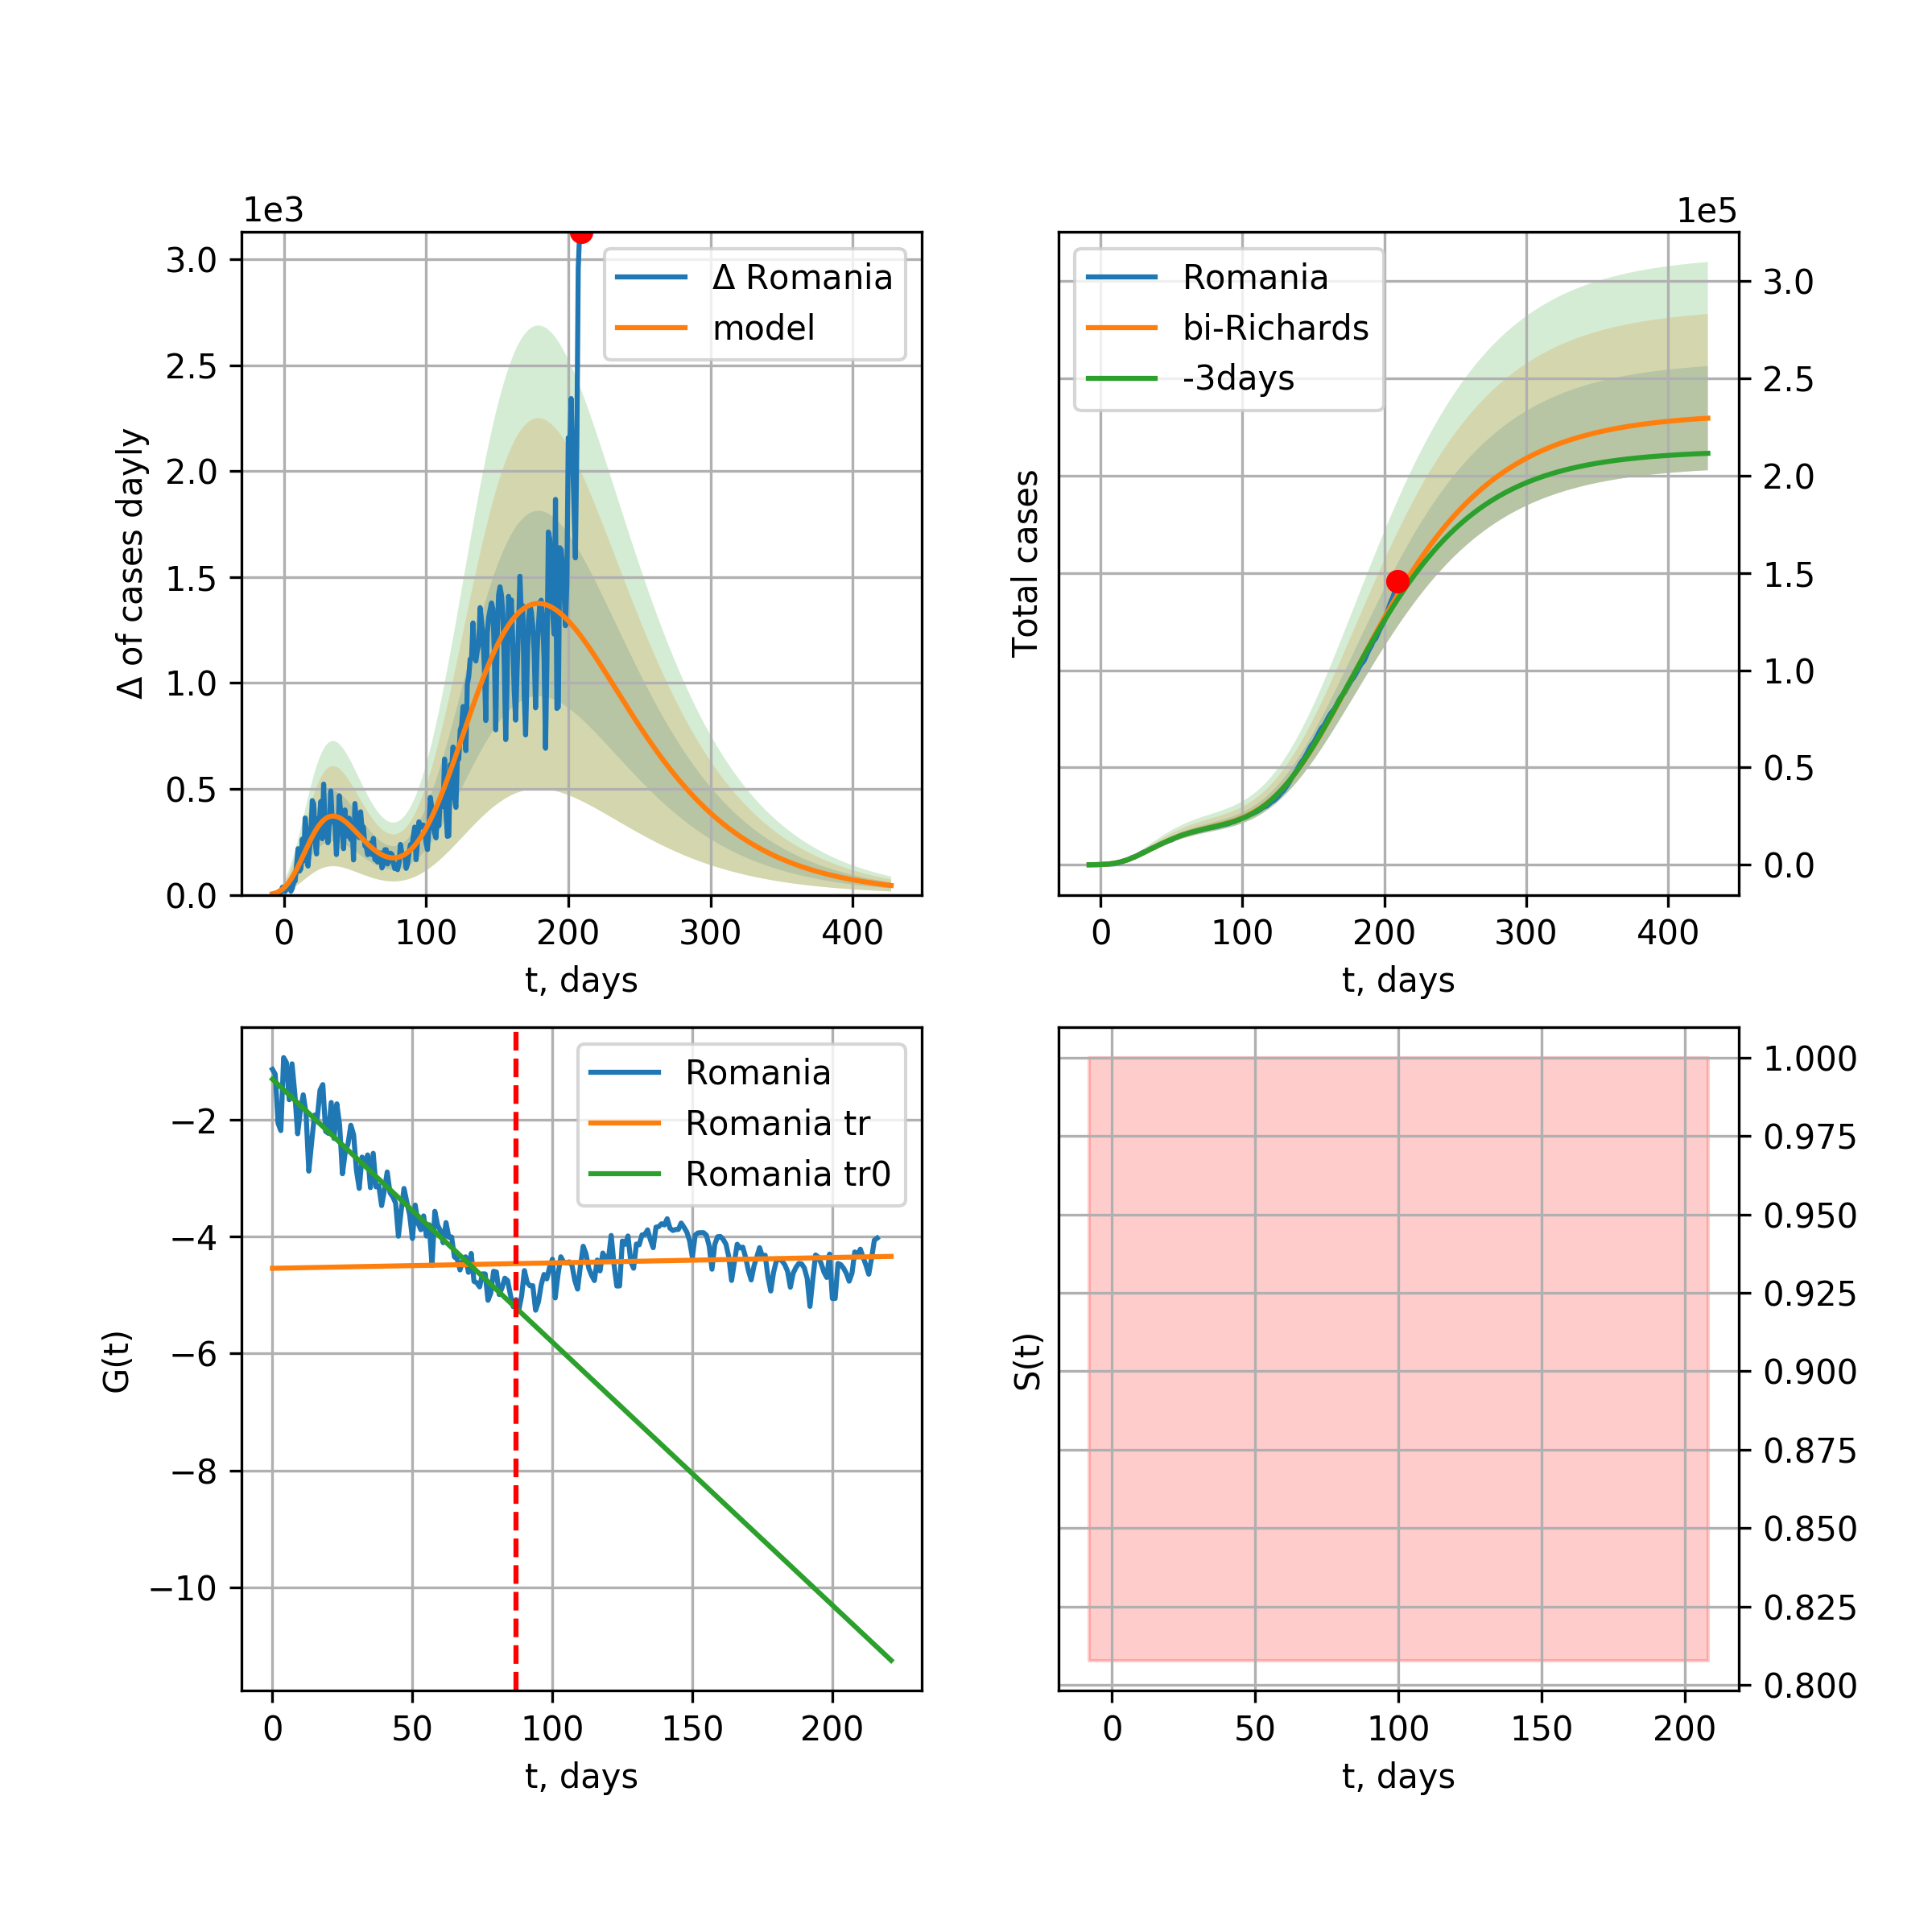 1e3
3.0
2.5
2.0
1.5
1.0
0.5
0.0
Δ of cases dayly
Δ Romania
model
0
100
200
300
400
t, days
1e5
Romania
bi-Richards
-3days
Total cases
3.0
2.5
2.0
1.5
1.0
0.5
0.0
0
100
200
300
400
t, days
−2
−4
−6
−8
−10
G(t)
Romania
Romania tr
Romania tr0
0
50
100
150
200
t, days
S(t)
1.000
0.975
0.950
0.925
0.900
0.875
0.850
0.825
0.800
0
50
100
150
200
t, days